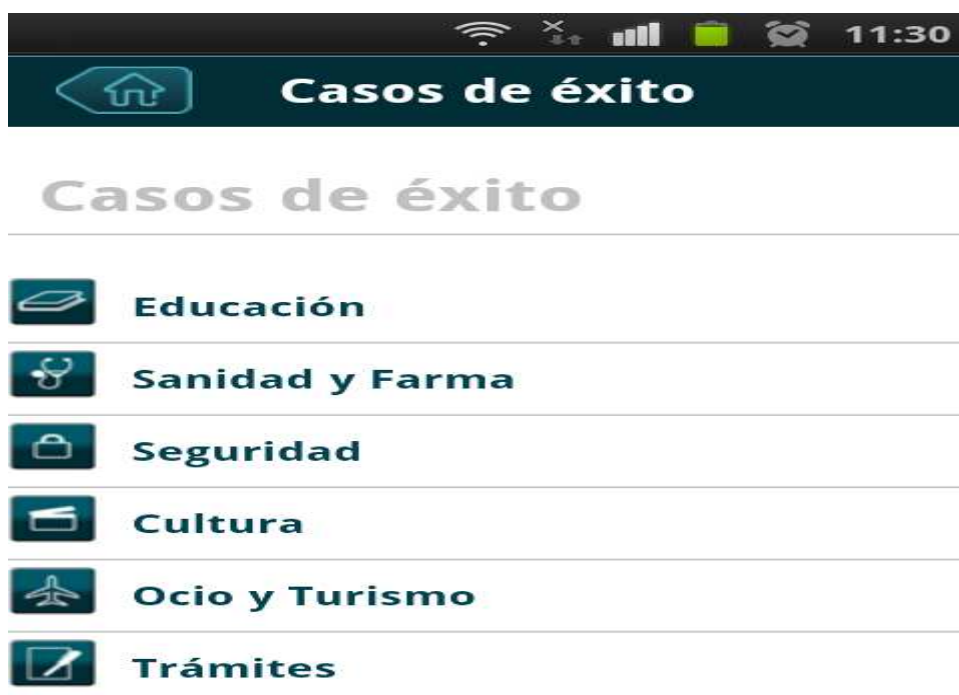 11:30
Casos de éxito
Casos de éxito
Educación
Sanidad y Farma
Seguridad
Cultura
Ocio y Turismo
Trámites